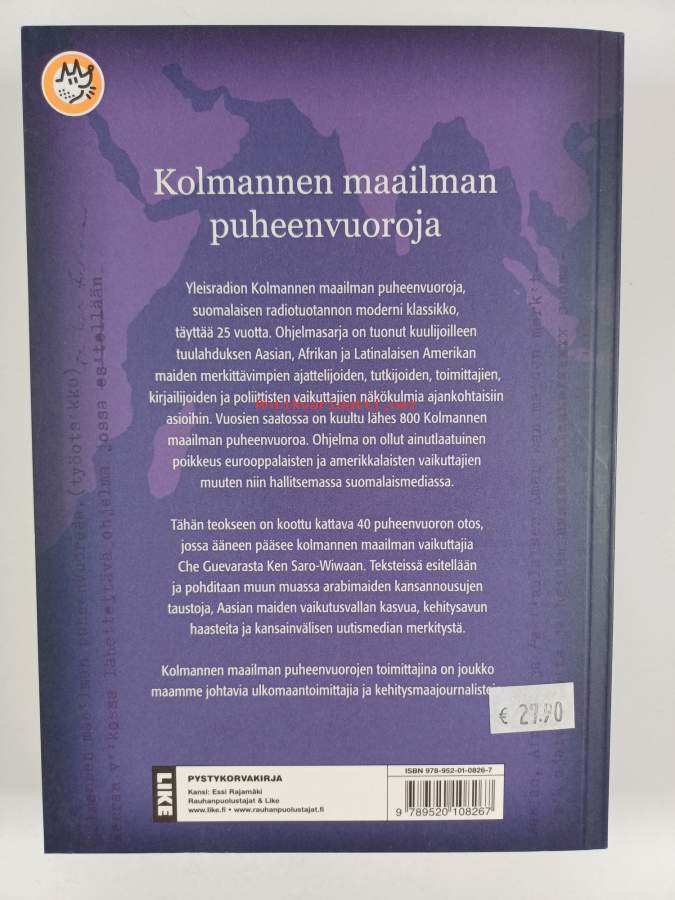 Kolmannen maailman
puheenvuoroja
Yleisradion Kolmannen maailman puheenvuoroja,
suomalaisen radiotuotannon moderni klassikko,
täyttää 25 vuotta. Ohjelmasarja on tuonut kuulijoilleen
tuulahduksen Aasian, Afrikan ja Latinalaisen Amerikan
maiden merkittävimpien ajattelijoiden, tutkijoiden, toimittajien,
kirjailijoiden ja poliittisten vaikuttajien näkökulmia ajankohtaisiin
asioihin. Vuosien saatossa on kuultu lähes 800 Kolmannen
maailman puheenvuoroa. Ohjelma on ollut ainutlaatuinen
poikkeus eurooppalaisten ja amerikkalaisten vaikuttajien
muuten niin hallitsemassa suomalaismediassa.
Tähän teokseen on koottu kattava 40 puheenvuoron otos,
jossa ääneen pääsee kolmannen maailman vaikuttajia
Che Guevarasta Ken Saro-Wiwaan. Teksteissä esitellään
ja pohditaan muun muassa arabimaiden kansannousujen
taustoja, Aasian maiden vaikutusvallan kasvua, kehitysavun
haasteita ja kansainvälisen uutismedian merkitystä.
Kolmannen maailman puheenvuorojen toimittajina on joukko
maamme johtavia ulkomaantoimittajia ja kehitysmaajournalisteja
€ 29.90
LIKE
PYSTYKORVAKIRJA
Kansi: Essi Rajamäki
Rauhanpuolustajat & Like
www.like.fi • www.rauhanpuolustajat.fi
ISBN 978-952-01-0826-7
9 789520 108267